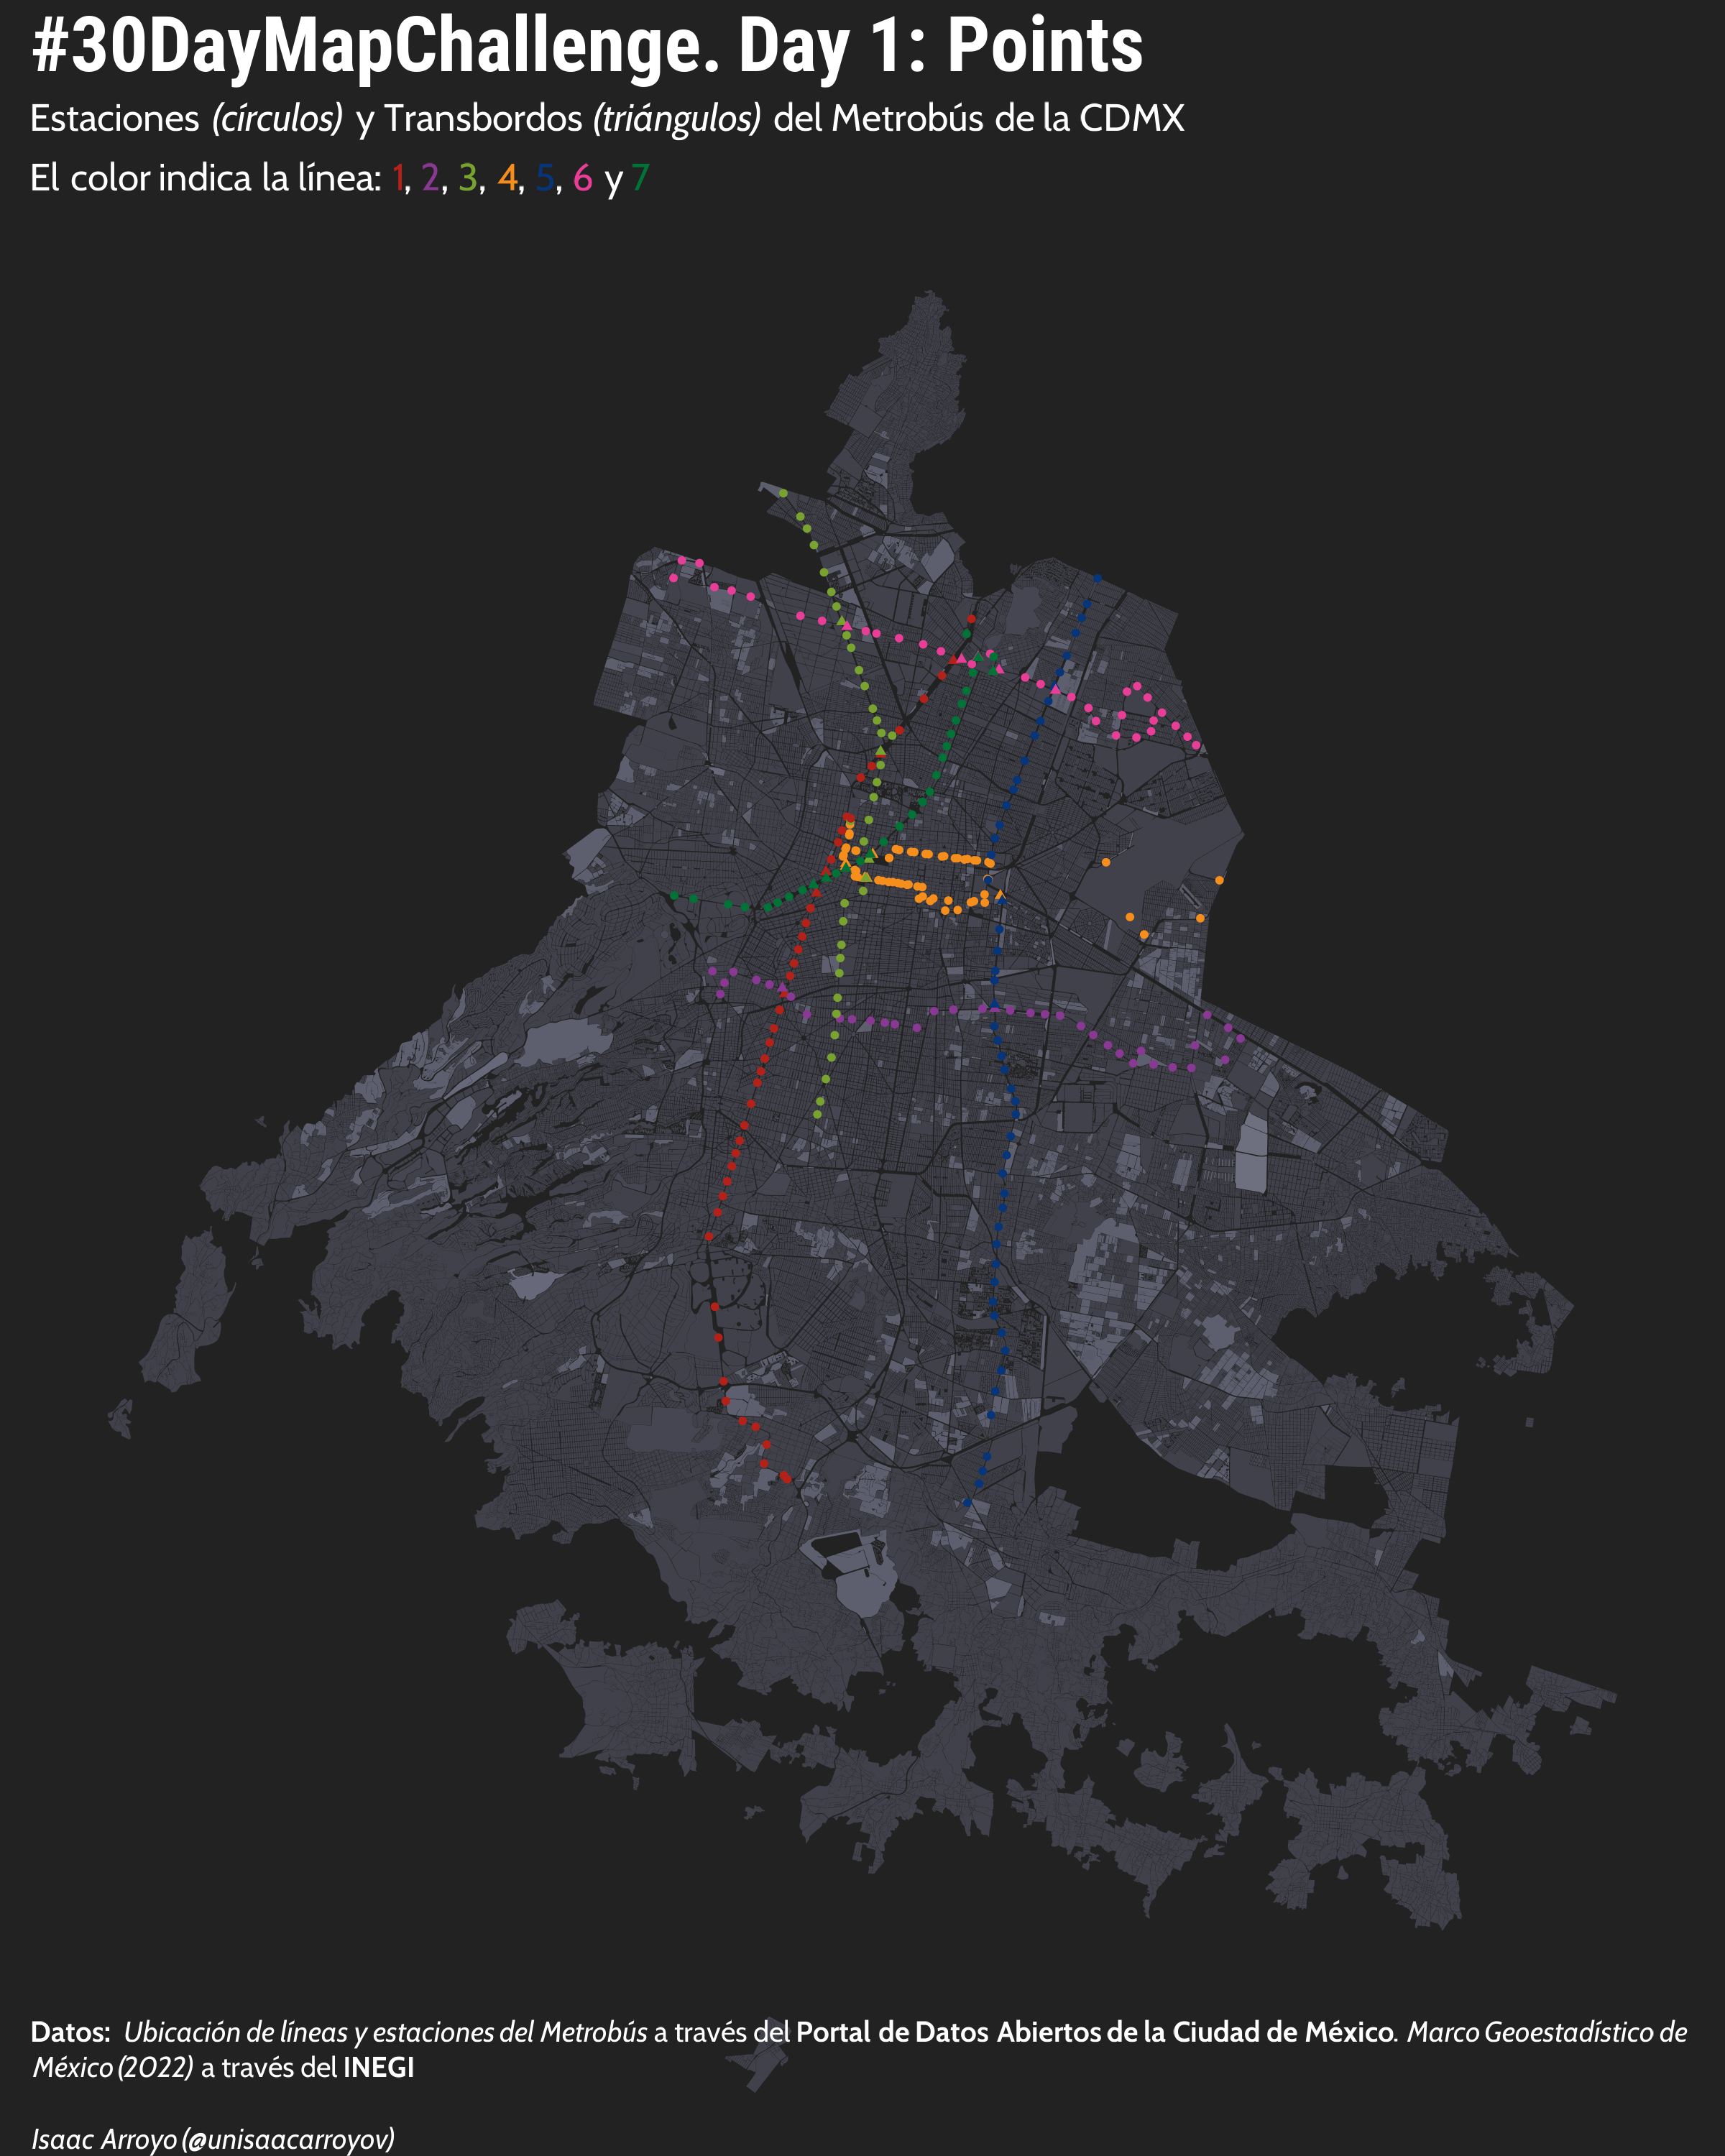 #30DayMapChallenge. Day 1: Points
Estaciones (círculos) y Transbordos (triángulos) del Metrobús de la CDMX
El color indica la línea: 1, 2, 3, 4, 5, 6 y 7
Datos: Ubicación de líneas y estaciones del Metrobús a través del Portal de Datos Abiertos de la Ciudad de México. Marco Geoestadístico de
México (2022) a través del INEGI
Isaac Arroyo (@unisaacarroyov)